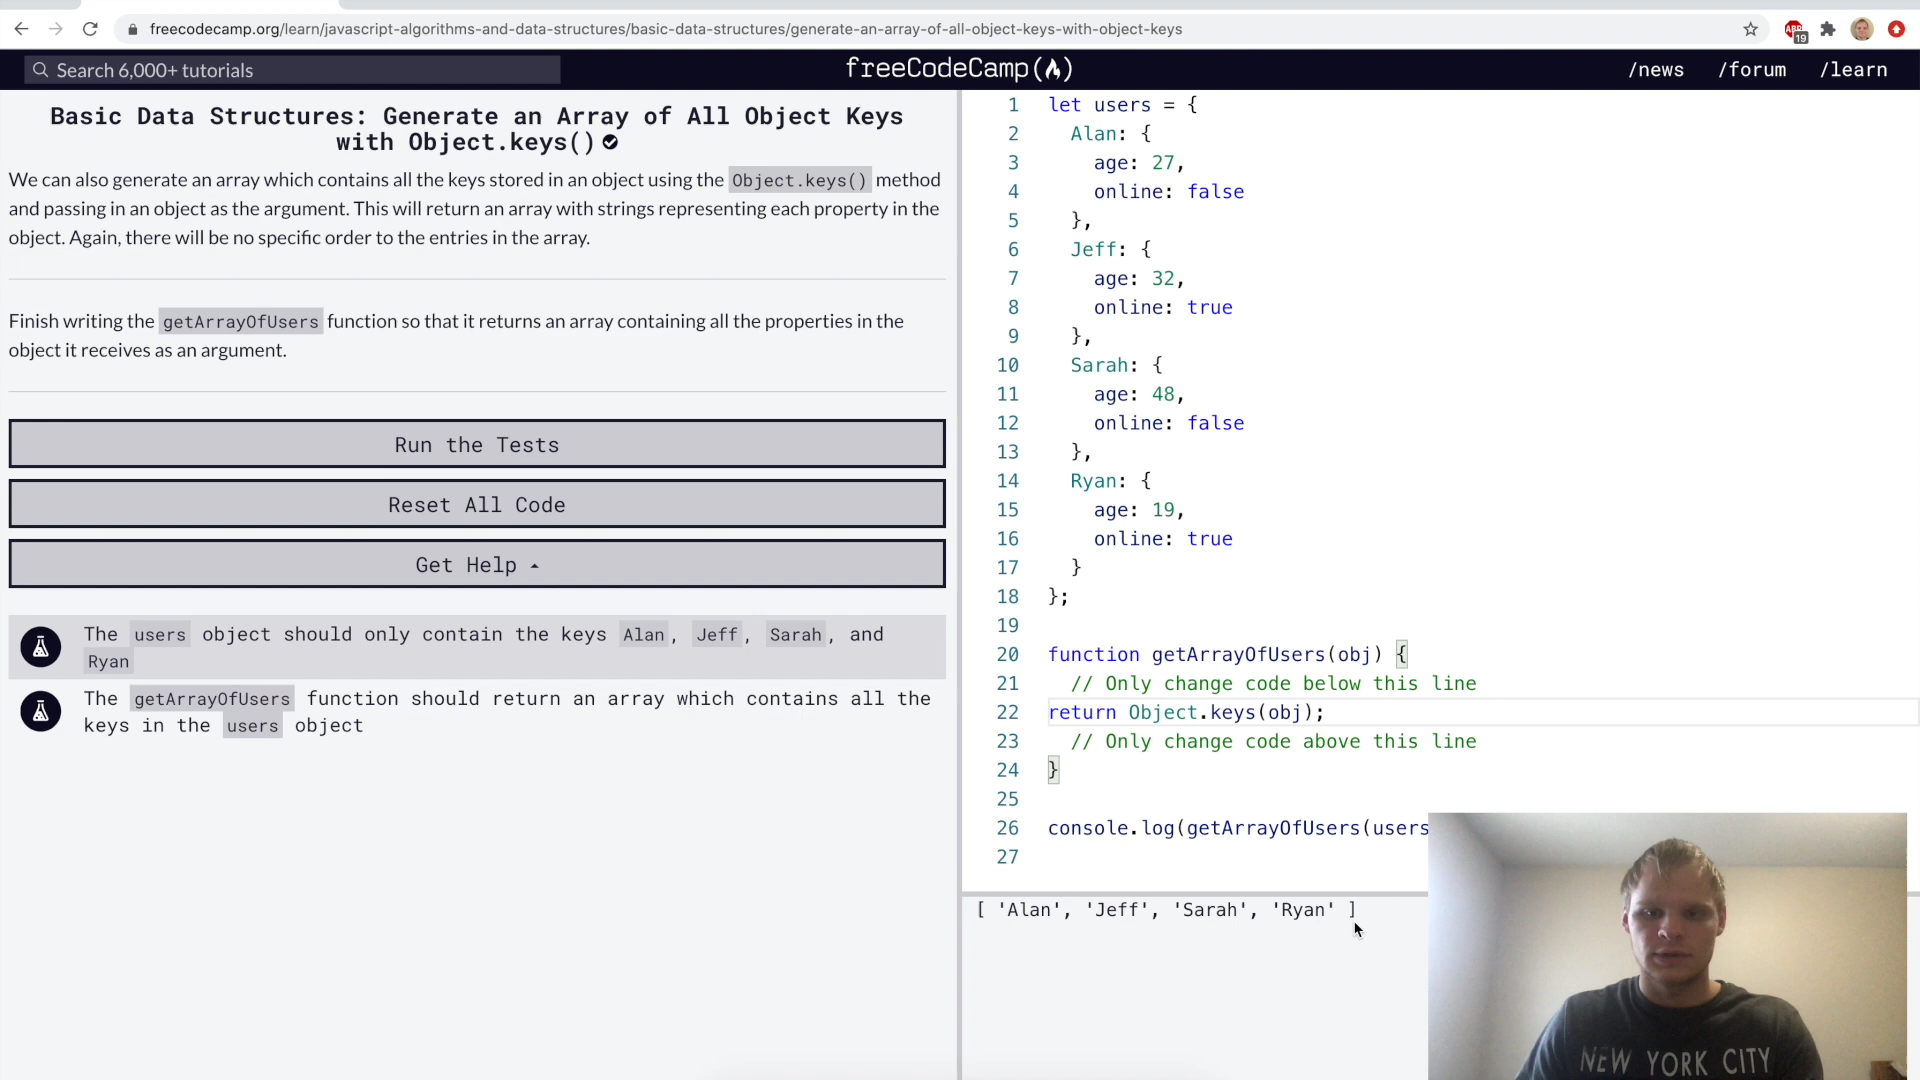 freecodecamp.org/learn/javascript-algorithms-and-data-structures/basic-data-structures/generate-an-array-of-all-object-keys-with-object-keys
ABP
19
Search 6,000+ tutorials
freeCodeCamp(🔥)
/news /forum /learn
Basic Data Structures: Generate an Array of All Object Keys
with Object.keys()
We can also generate an array which contains all the keys stored in an object using the Object.keys() method
and passing in an object as the argument. This will return an array with strings representing each property in the
object. Again, there will be no specific order to the entries in the array.
Finish writing the getArrayOfUsers function so that it returns an array containing all the properties in the
object it receives as an argument.
Run the Tests
Reset All Code
Get Help
The users object should only contain the keys Alan, Jeff, Sarah, and
Ryan
The getArrayOfUsers function should return an array which contains all the
keys in the users object
1 let users = {
2 Alan: {
3 age: 27,
4 online: false
5 },
6 Jeff: {
7 age: 32,
8 online: true
9 },
10 Sarah: {
11 age: 48,
12 online: false
13 },
14 Ryan: {
15 age: 19,
16 online: true
17 }
18 };
19
20 function getArrayOfUsers(obj) {
21 // Only change code below this line
22 return Object.keys(obj);
23 // Only change code above this line
24 }
25
26 console.log(getArrayOfUsers(users
27
[ 'Alan', 'Jeff', 'Sarah', 'Ryan' ]
NEW YORK CITY